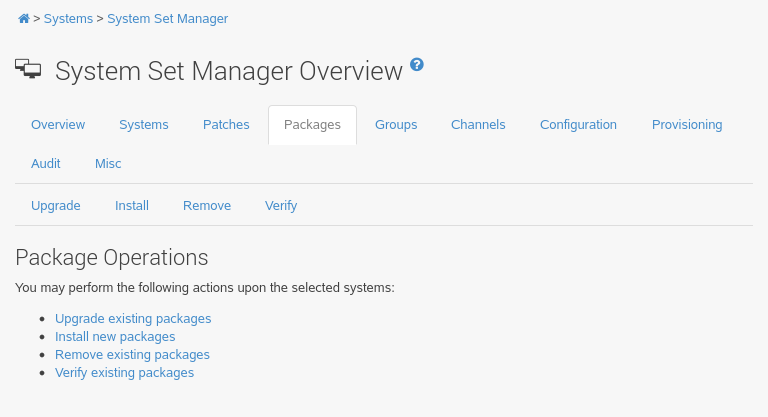 > Systems > System Set Manager
System Set Manager Overview ?
Overview Systems Patches Packages Groups Channels Configuration Provisioning
Audit Misc
Upgrade Install Remove Verify
Package Operations
You may perform the following actions upon the selected systems:
• Upgrade existing packages
• Install new packages
• Remove existing packages
• Verify existing packages